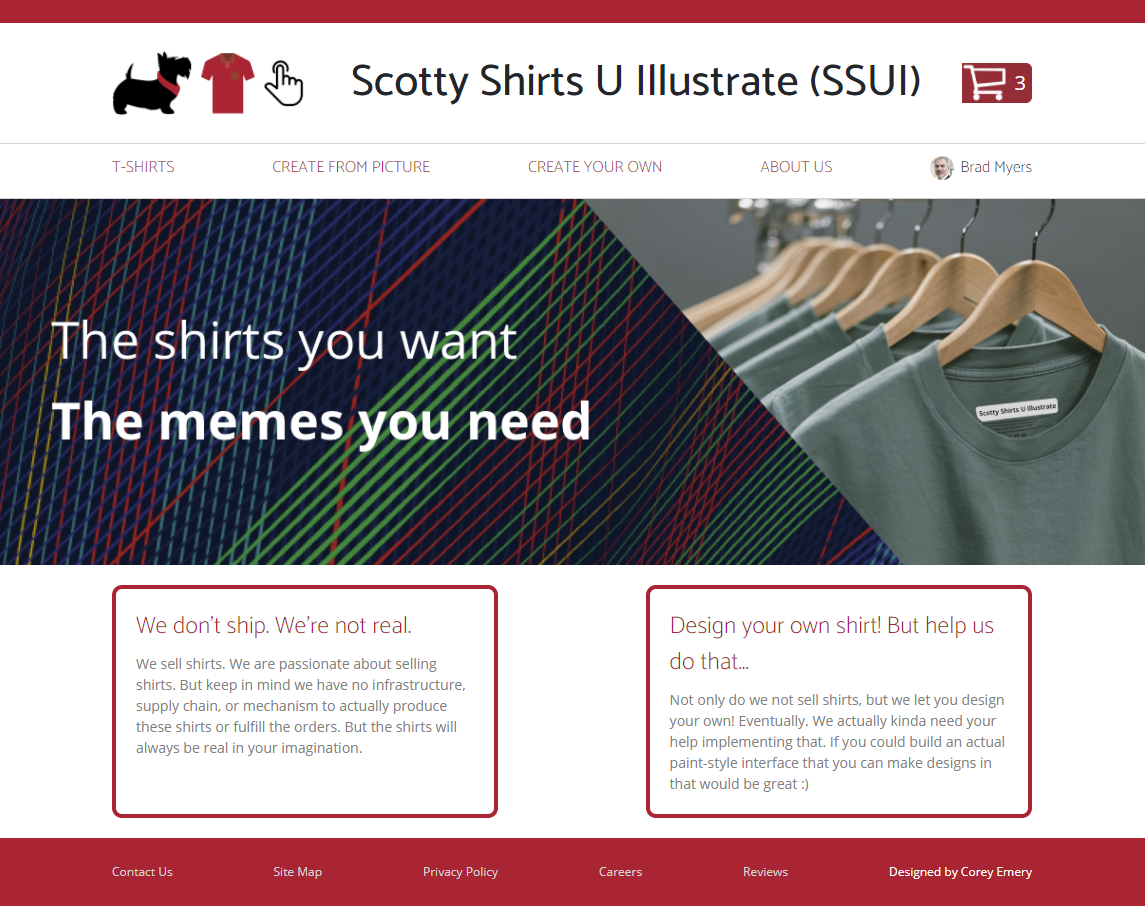 Scotty Shirts U Illustrate (SSUI)
3
T-SHIRTS
CREATE FROM PICTURE
CREATE YOUR OWN
ABOUT US
Brad Myers
The shirts you want
The memes you need
Scotty Shirts U Illustrate
We don't ship. We're not real.
We sell shirts. We are passionate about selling
shirts. But keep in mind we have no infrastructure,
supply chain, or mechanism to actually produce
these shirts or fulfill the orders. But the shirts will
always be real in your imagination.
Design your own shirt! But help us
do that...
Not only do we not sell shirts, but we let you design
your own! Eventually. We actually kinda need your
help implementing that. If you could build an actual
paint-style interface that you can make designs in
that would be great :)
Contact Us
Site Map
Privacy Policy
Careers
Reviews
Designed by Corey Emery